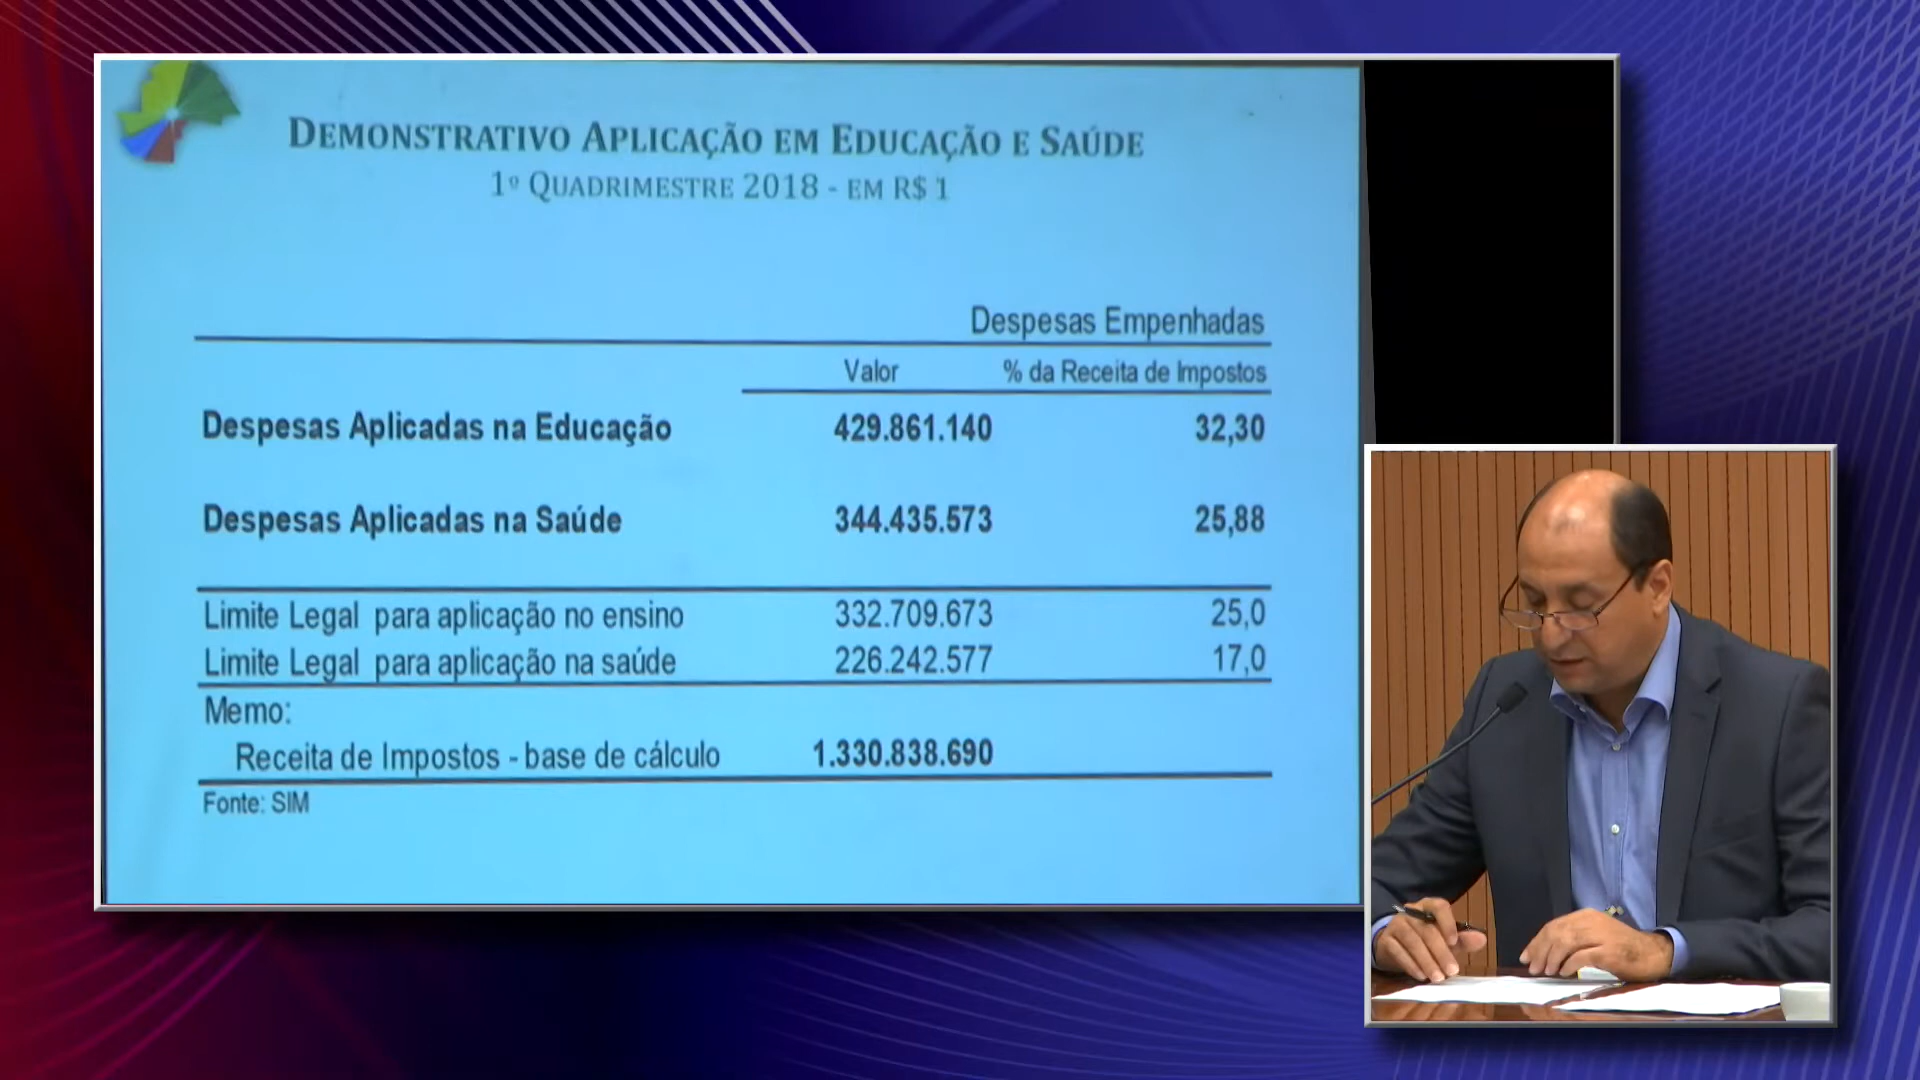 DEMONSTRATIVO APLICAÇÃO EM EDUCAÇÃO E SAÚDE
1º QUADRIMESTRE 2018 - EM R$ 1
Despesas Empenhadas
Valor % da Receita de Impostos
Despesas Aplicadas na Educação 429.861.140 32,30
Despesas Aplicadas na Saúde 344.435.573 25,88
Limite Legal para aplicação no ensino 332.709.673 25,0
Limite Legal para aplicação na saúde 226.242.577 17,0
Memo:
Receita de Impostos - base de cálculo 1.330.838.690
Fonte: SIM